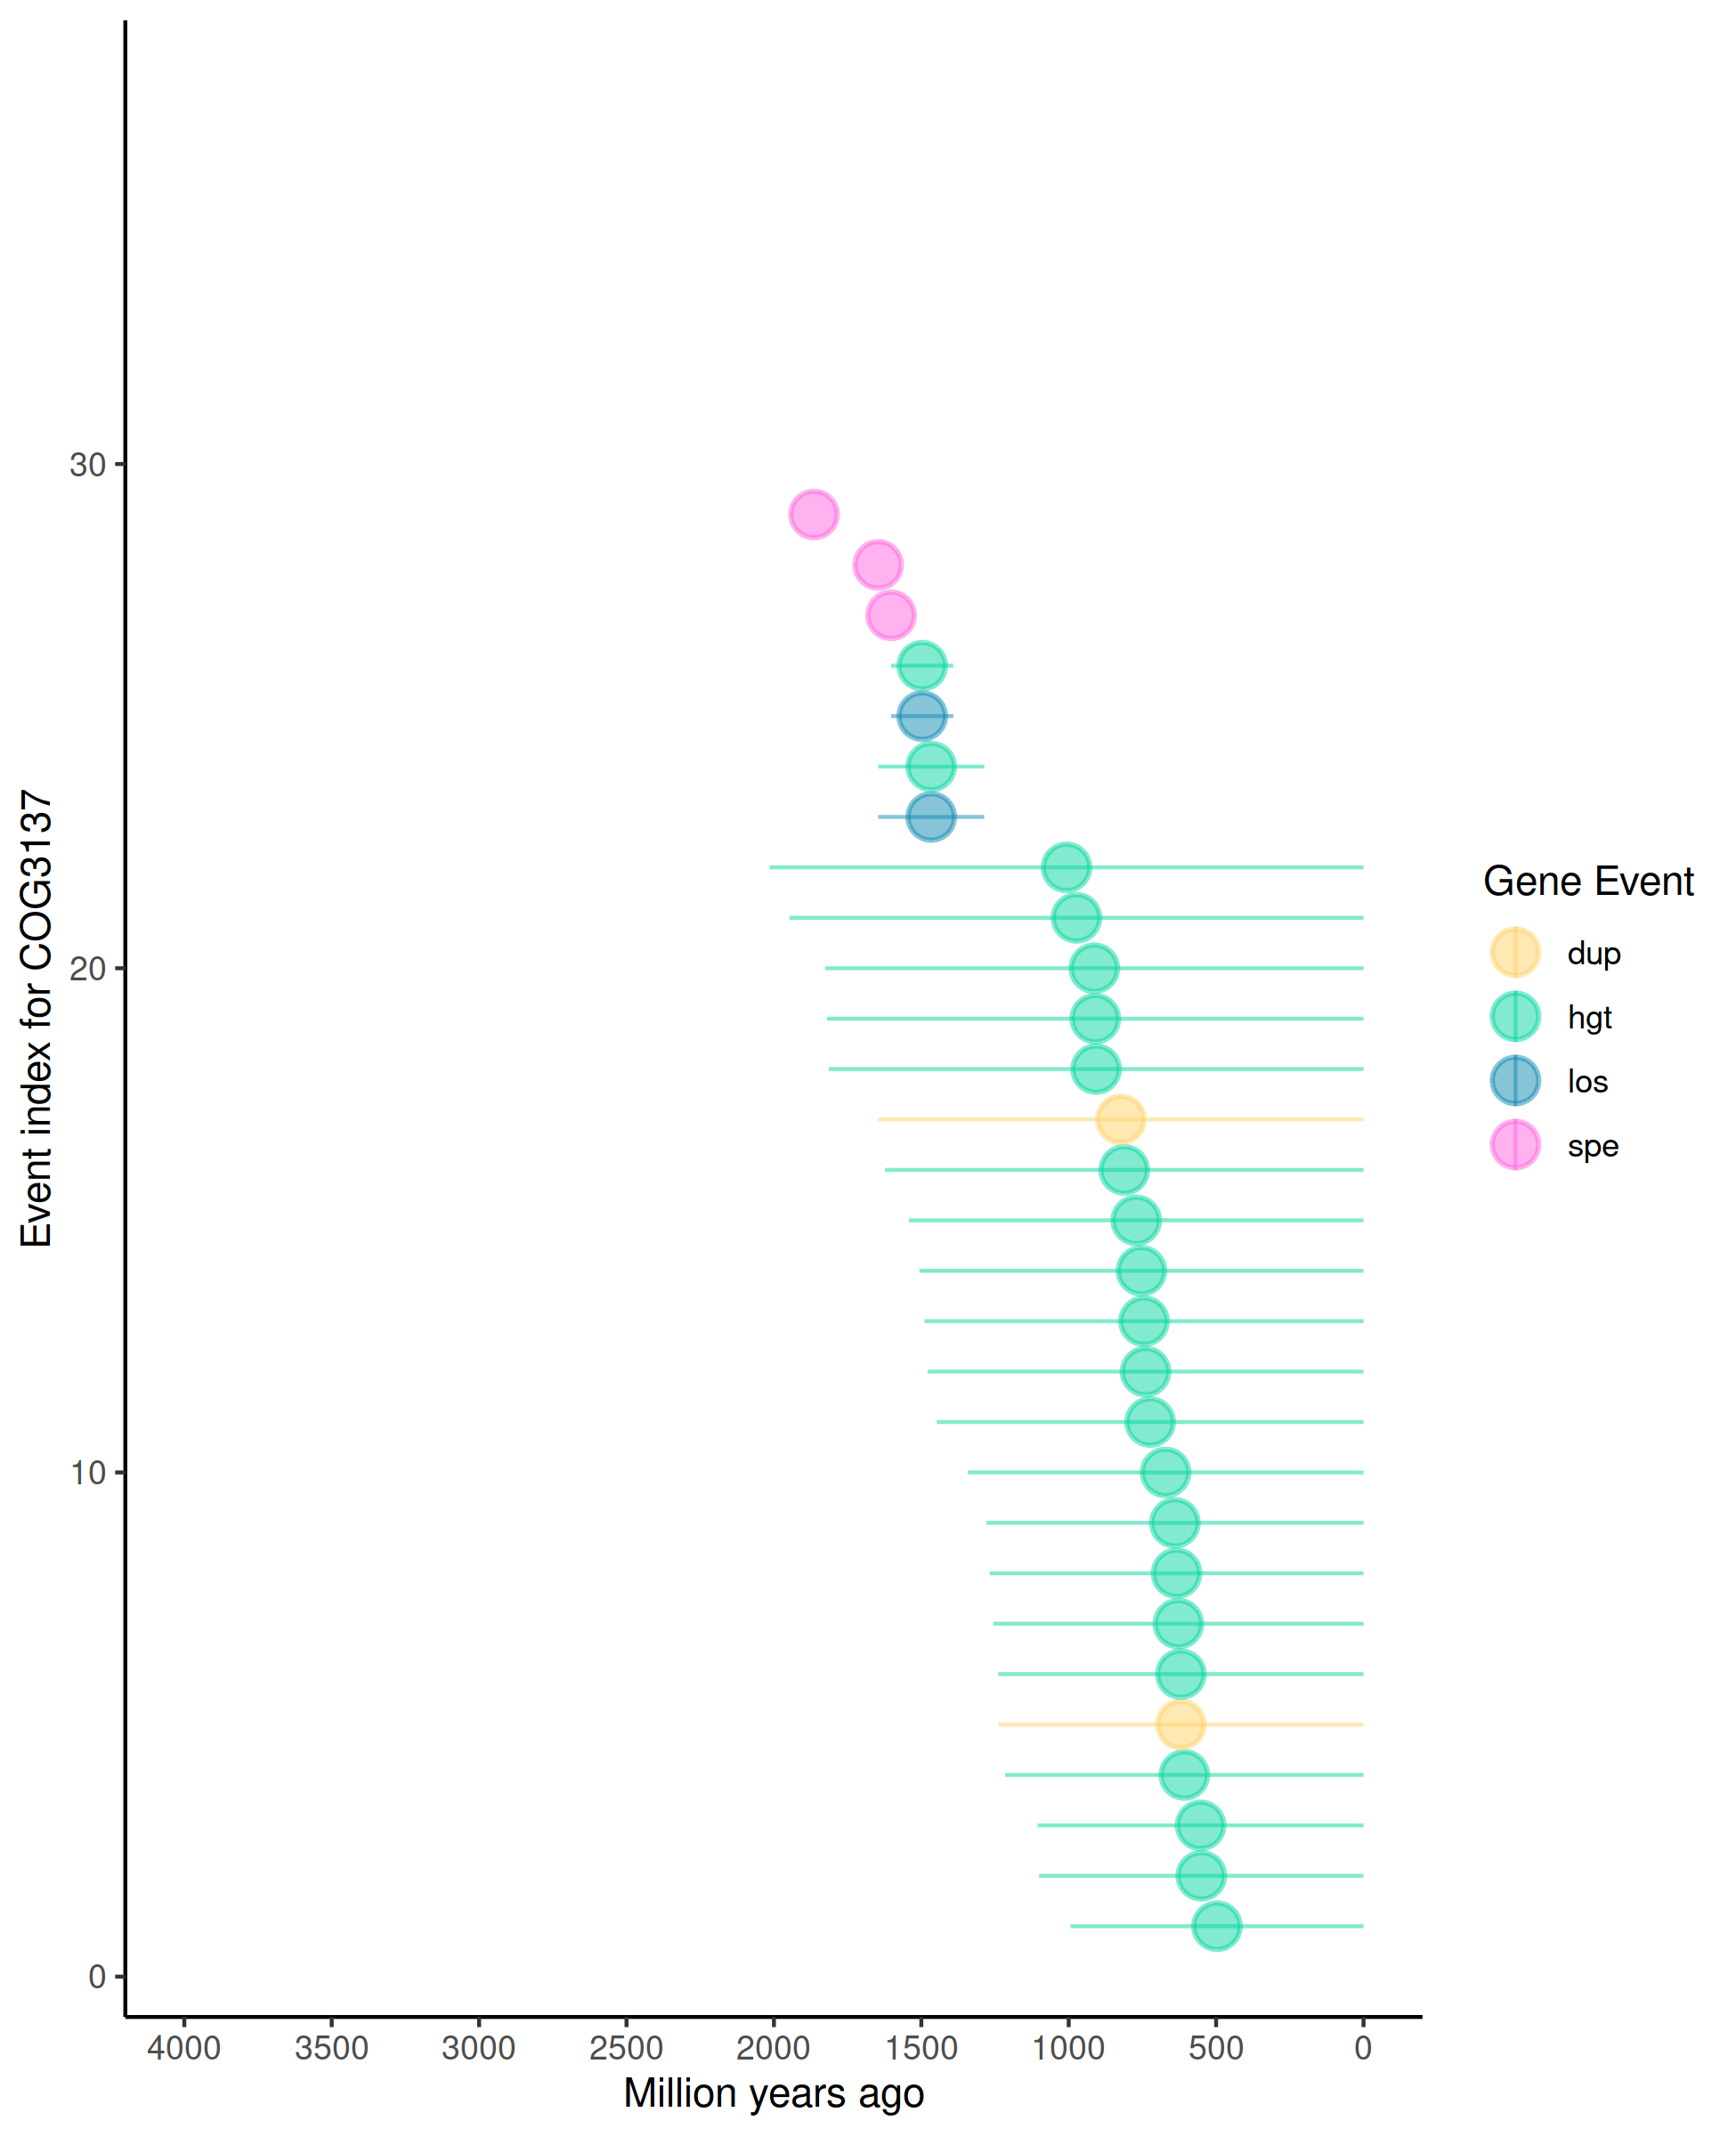 Event index for COG3137
30
20
10
0
4000 3500 3000 2500 2000 1500 1000 500 0
Million years ago
Gene Event
dup
hgt
los
spe